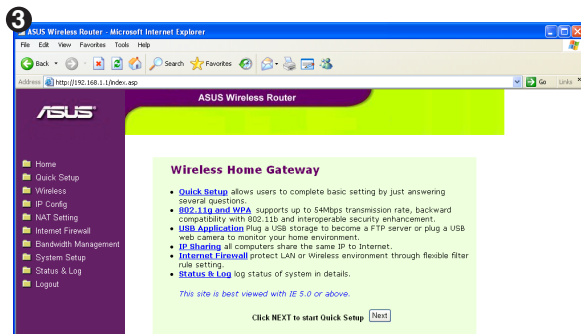 3
ASUS Wireless Router - Microsoft Internet Explorer
File Edit View Favorites Tools Help
Back Search Favorites
Address http://192.168.1.1/index.asp Go Links
ASUS Wireless Router
ASUS
Home
Quick Setup
Wireless
IP Config
NAT Setting
Internet Firewall
Bandwidth Management
System Setup
Status & Log
Logout
Wireless Home Gateway
• Quick Setup allows users to complete basic setting by just answering
several questions.
• 802.11g and WPA supports up to 54Mbps transmission rate, backward
compatibility with 802.11b and interoperable security enhancement.
• USB Application Plug a USB storage to become a FTP server or plug a USB
web camera to monitor your home environment.
• IP Sharing all computers share the same IP to Internet.
• Internet Firewall protect LAN or Wireless environment through flexible filter
rule setting.
• Status & Log log status of system in details.
This site is best viewed with IE 5.0 or above.
Click NEXT to start Quick Setup Next